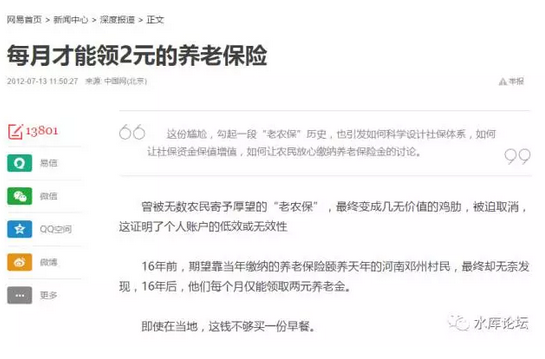 网易首页 > 新闻中心 > 深度报道 > 正文
每月才能领2元的养老保险
2012-07-13 11:50:27 来源: 中国网(北京)
举报
13801
易信
微信
QQ空间
微博
更多
这份尴尬，勾起一段“老农保”历史，也引发如何科学设计社保体系，如何
让社保资金保值增值，如何让农民放心缴纳养老保险金的讨论。
曾被无数农民寄予厚望的“老农保”，最终变成几无价值的鸡肋，被迫取消，
这证明了个人账户的低效或无效性
16年前，期望靠当年缴纳的养老保险颐养天年的河南邓州村民，最终却无奈发
现，16年后，他们每个月仅能领取两元养老金。
即使在当地，这钱不够买一份早餐。
水库论坛